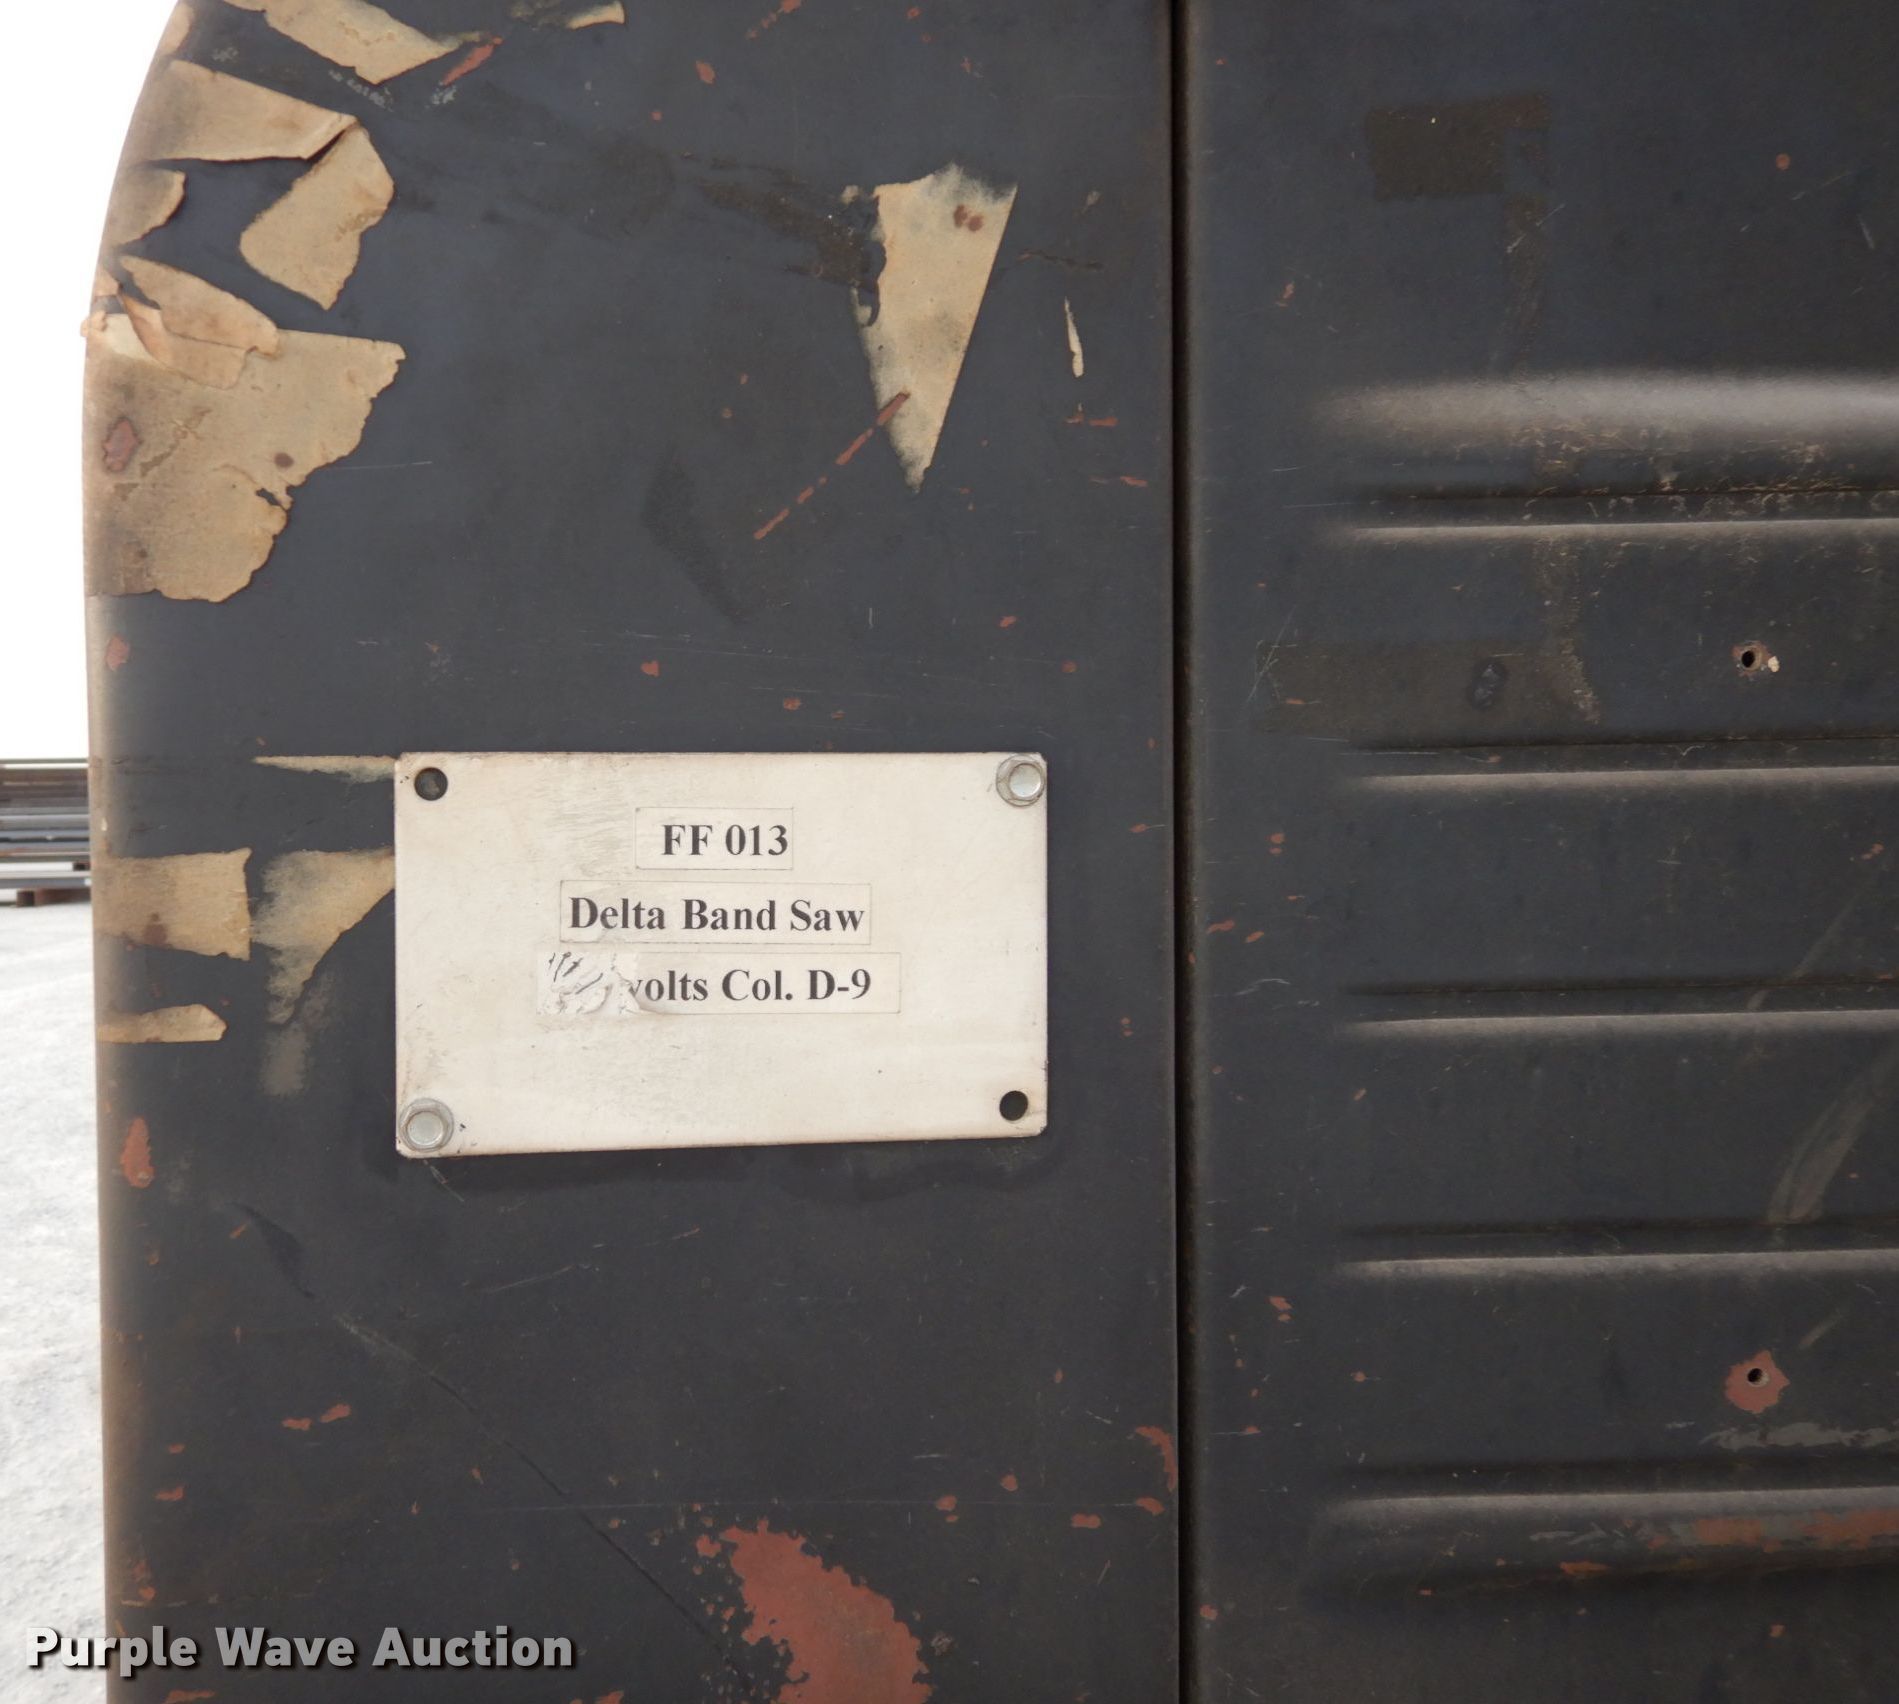 FF 013
Delta Band Saw
volts Col. D-9
Purple Wave Auction